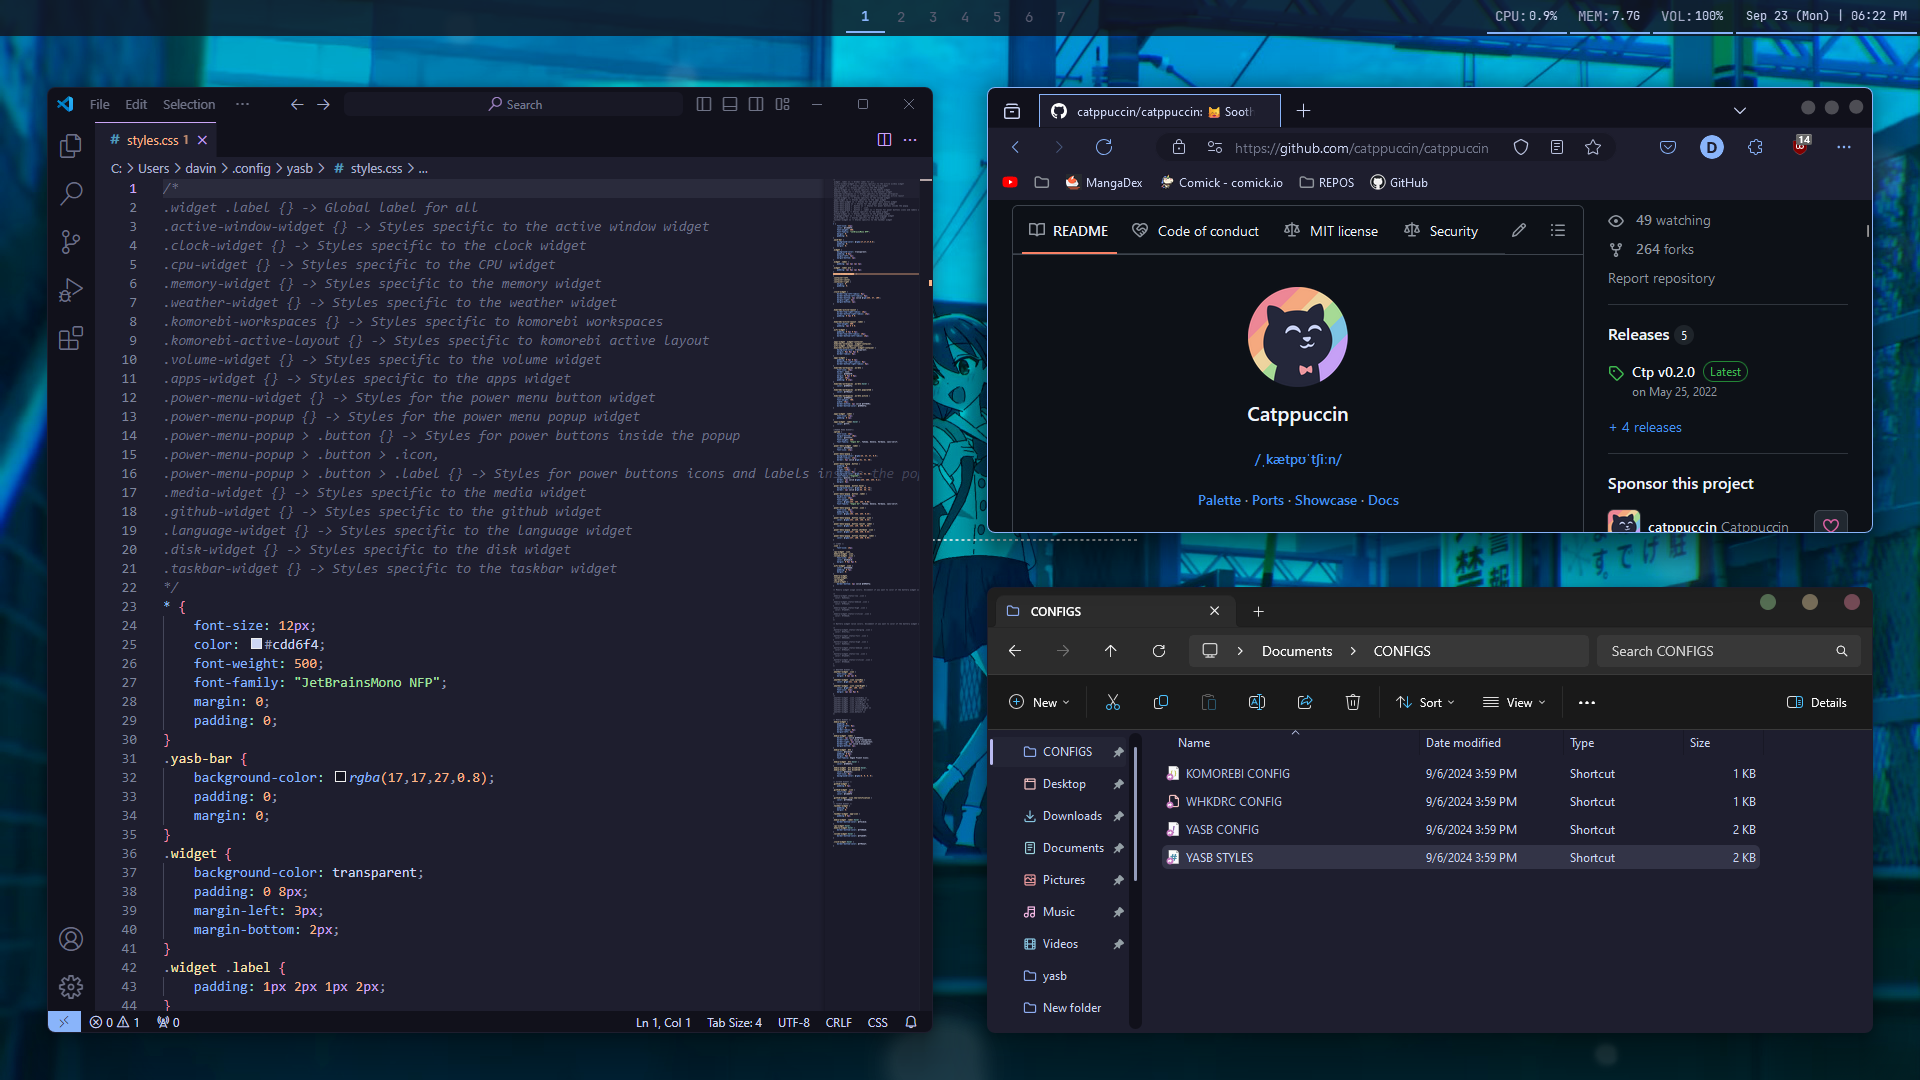 1 2 3 4 5 6 7
CPU: 0.9% MEM: 7.7G VOL: 100% Sep 23 (Mon) | 06:22 PM
File Edit Selection ··· Search
# styles.css 1
C: > Users > davin > .config > yasb > # styles.css > ...
1 /*
2 .widget .label {} -> Global label for all
3 .active-window-widget {} -> Styles specific to the active window widget
4 .clock-widget {} -> Styles specific to the clock widget
5 .cpu-widget {} -> Styles specific to the CPU widget
6 .memory-widget {} -> Styles specific to the memory widget
7 .weather-widget {} -> Styles specific to the weather widget
8 .komorebi-workspaces {} -> Styles specific to komorebi workspaces
9 .komorebi-active-layout {} -> Styles specific to komorebi active layout
10 .volume-widget {} -> Styles specific to the volume widget
11 .apps-widget {} -> Styles specific to the apps widget
12 .power-menu-widget {} -> Styles for the power menu button widget
13 .power-menu-popup {} -> Styles for the power menu popup widget
14 .power-menu-popup > .button {} -> Styles for power buttons inside the popup
15 .power-menu-popup > .button > .icon,
16 .power-menu-popup > .button > .label {} -> Styles for power buttons icons and labels in the po
17 .media-widget {} -> Styles specific to the media widget
18 .github-widget {} -> Styles specific to the github widget
19 .language-widget {} -> Styles specific to the language widget
20 .disk-widget {} -> Styles specific to the disk widget
21 .taskbar-widget {} -> Styles specific to the taskbar widget
22 */
23 * {
24 font-size: 12px;
25 color: #cdd6f4;
26 font-weight: 500;
27 font-family: "JetBrainsMono NFP";
28 margin: 0;
29 padding: 0;
30 }
31 .yasb-bar {
32 background-color: rgba(17,17,27,0.8);
33 padding: 0;
34 margin: 0;
35 }
36 .widget {
37 background-color: transparent;
38 padding: 0 8px;
39 margin-left: 3px;
40 margin-bottom: 2px;
41 }
42 .widget .label {
43 padding: 1px 2px 1px 2px;
44 }
0 1 0 Ln 1, Col 1 Tab Size: 4 UTF-8 CRLF CSS
catppuccin/catppuccin: 😸 Sooth
https://github.com/catppuccin/catppuccin D 14
MangaDex Comick - comick.io REPOS GitHub
README Code of conduct MIT license Security
Catppuccin
/ˌkætpʊˈtʃiːn/
Palette · Ports · Showcase · Docs
49 watching
264 forks
Report repository
Releases 5
Ctp v0.2.0 Latest
on May 25, 2022
+ 4 releases
Sponsor this project
catppuccin Catppuccin
禁
すてげ 駐
CONFIGS
> Documents > CONFIGS Search CONFIGS
New Sort View ··· Details
Name Date modified Type Size
KOMOREBI CONFIG 9/6/2024 3:59 PM Shortcut 1 KB
WHKDRC CONFIG 9/6/2024 3:59 PM Shortcut 1 KB
YASB CONFIG 9/6/2024 3:59 PM Shortcut 2 KB
YASB STYLES 9/6/2024 3:59 PM Shortcut 2 KB
CONFIGS
Desktop
Downloads
Documents
Pictures
Music
Videos
yasb
New folder